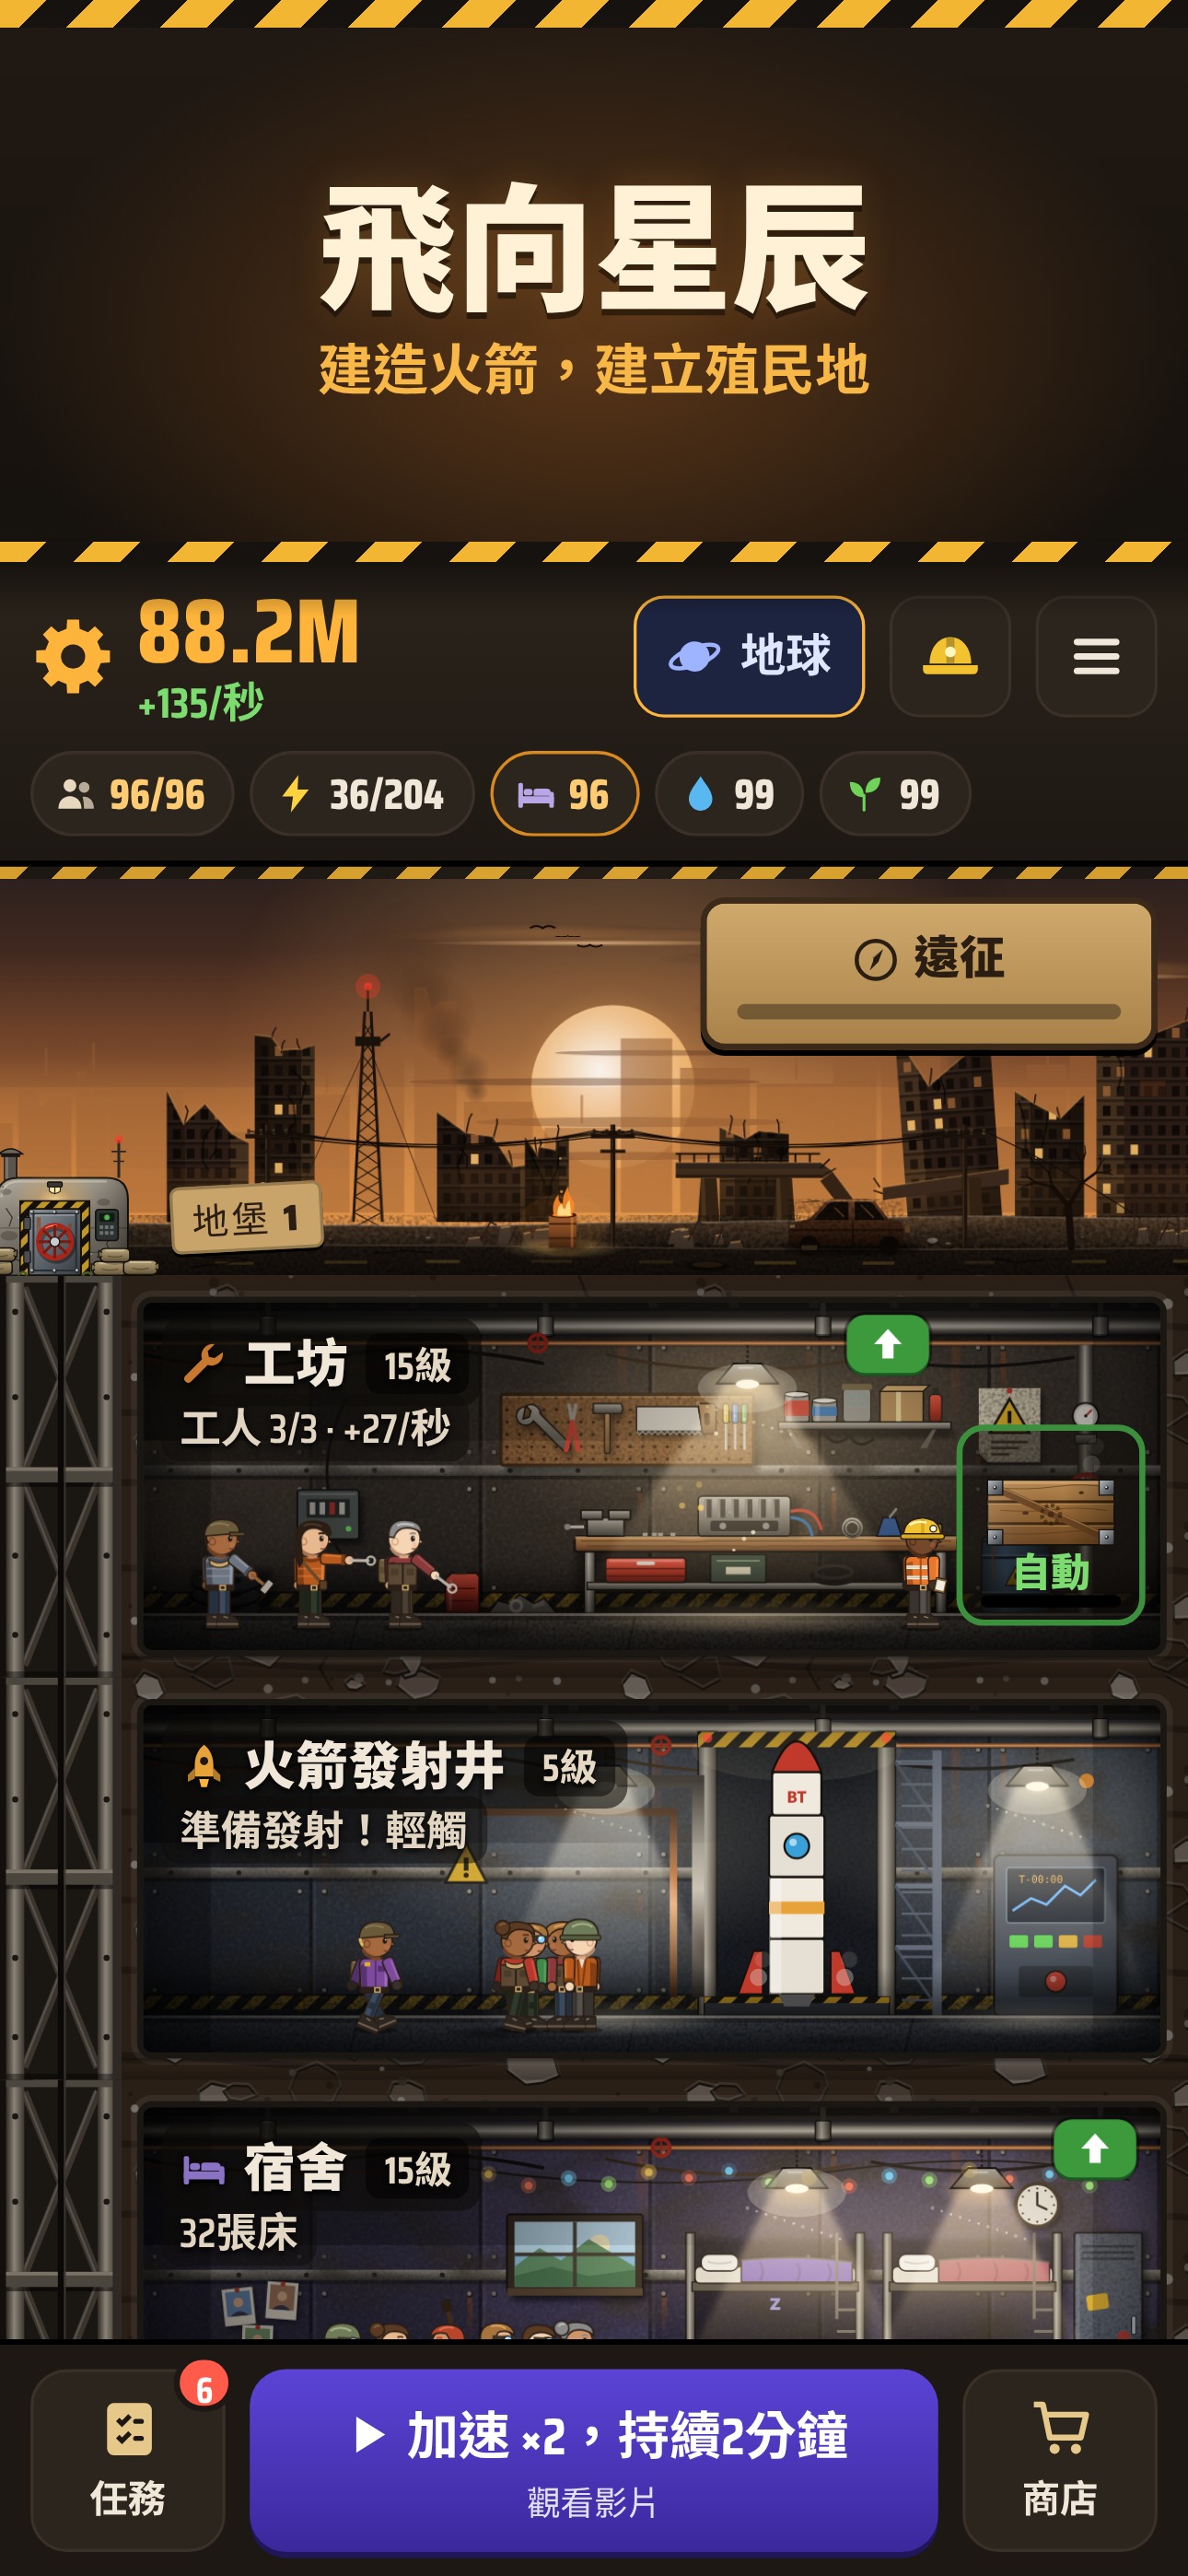 飛向星辰
建造火箭，建立殖民地
88.2M
+135/秒
地球
96/96
36/204
96
99
99
遠征
地堡 1
工坊 15級
工人 3/3 · +27/秒
自動
火箭發射井 5級
準備發射！輕觸
BT
T-00:00
宿舍 15級
32張床
z
6
任務
加速 ×2，持續2分鐘
觀看影片
商店